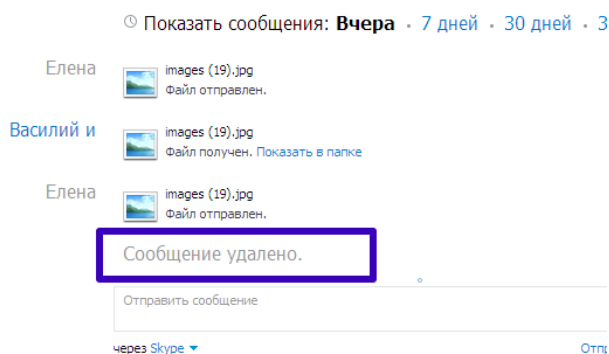 Показать сообщения: Вчера · 7 дней · 30 дней · 3
Елена
images (19).jpg
Файл отправлен.
Василий и
images (19).jpg
Файл получен. Показать в папке
Елена
images (19).jpg
Файл отправлен.
Сообщение удалено.
Отправить сообщение
через Skype